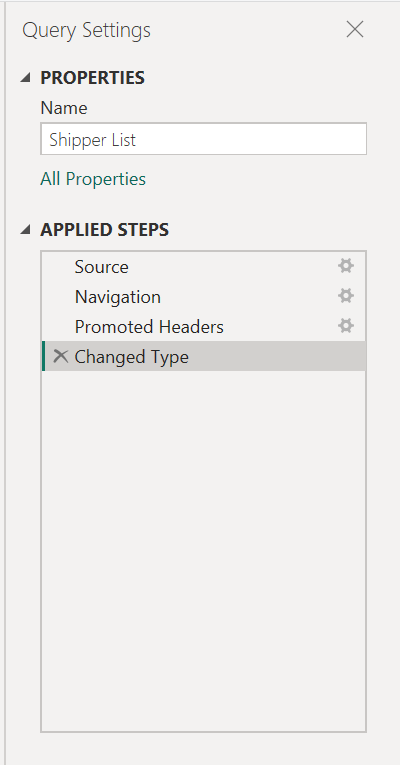 Query Settings
PROPERTIES
Name
Shipper List
All Properties
APPLIED STEPS
Source
Navigation
Promoted Headers
Changed Type